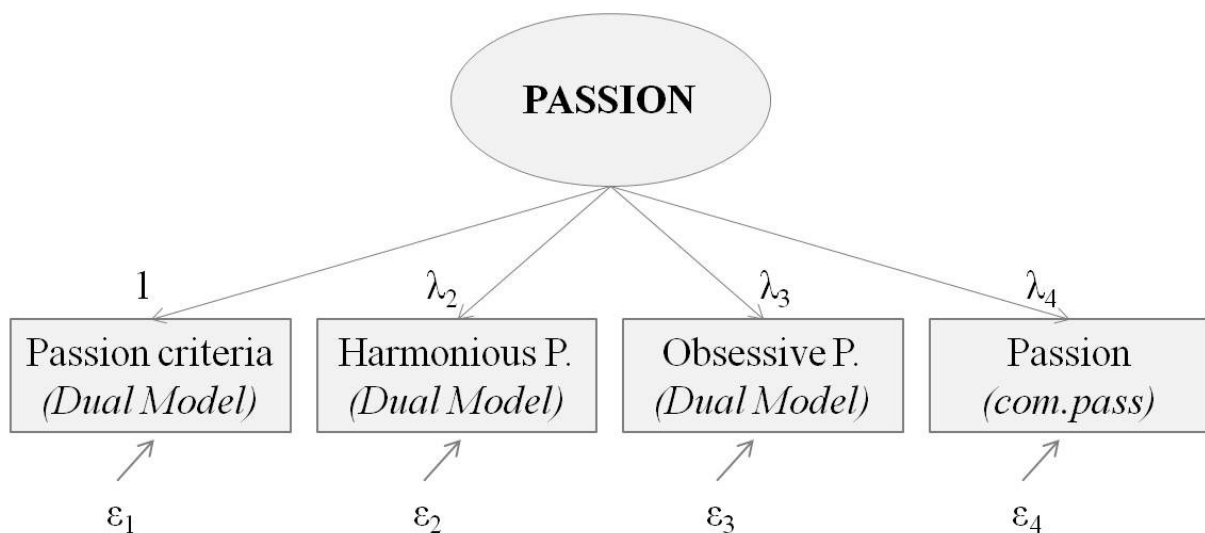 PASSION
1 λ2 λ3 λ4
Passion criteria
(Dual Model)
Harmonious P.
(Dual Model)
Obsessive P.
(Dual Model)
Passion
(com.pass)
ε1 ε2 ε3 ε4